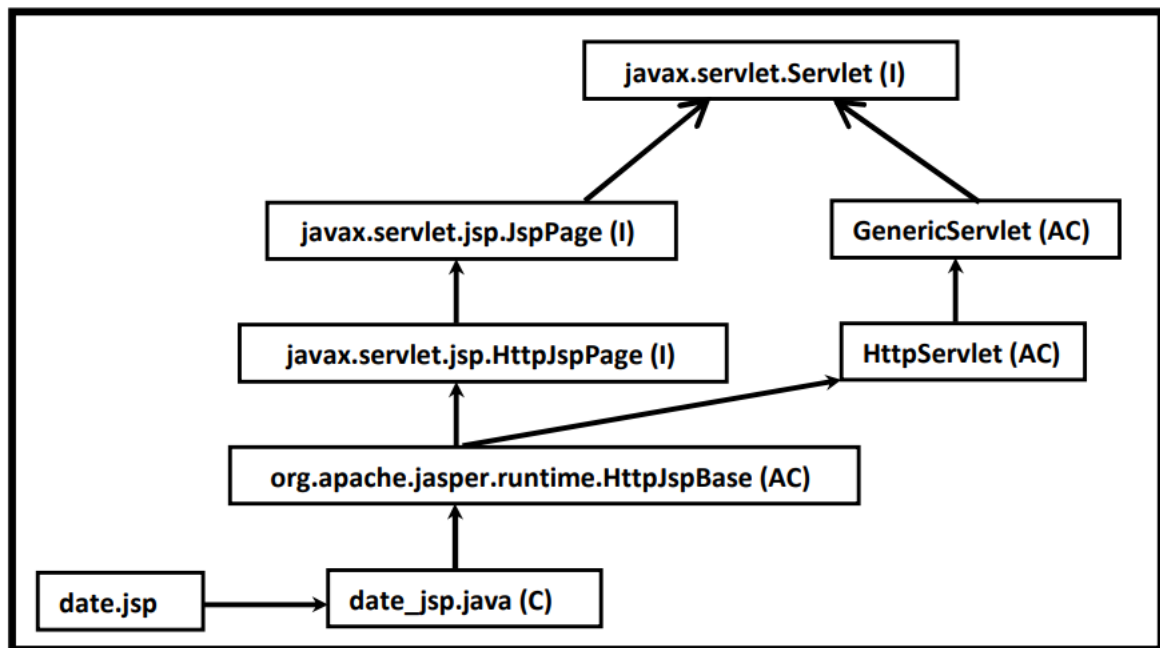 javax.servlet.Servlet (I)
javax.servlet.jsp.JspPage (I)
GenericServlet (AC)
javax.servlet.jsp.HttpJspPage (I)
HttpServlet (AC)
org.apache.jasper.runtime.HttpJspBase (AC)
date.jsp
date_jsp.java (C)